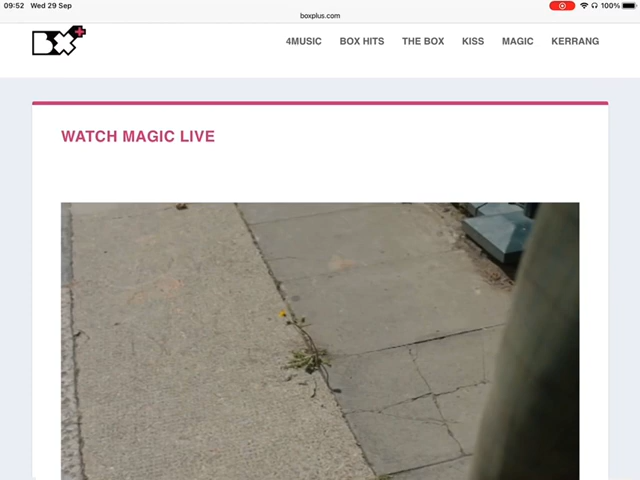 09:52 Wed 29 Sep
100%
boxplus.com
BX+
4MUSIC BOX HITS THE BOX KISS MAGIC KERRANG
WATCH MAGIC LIVE